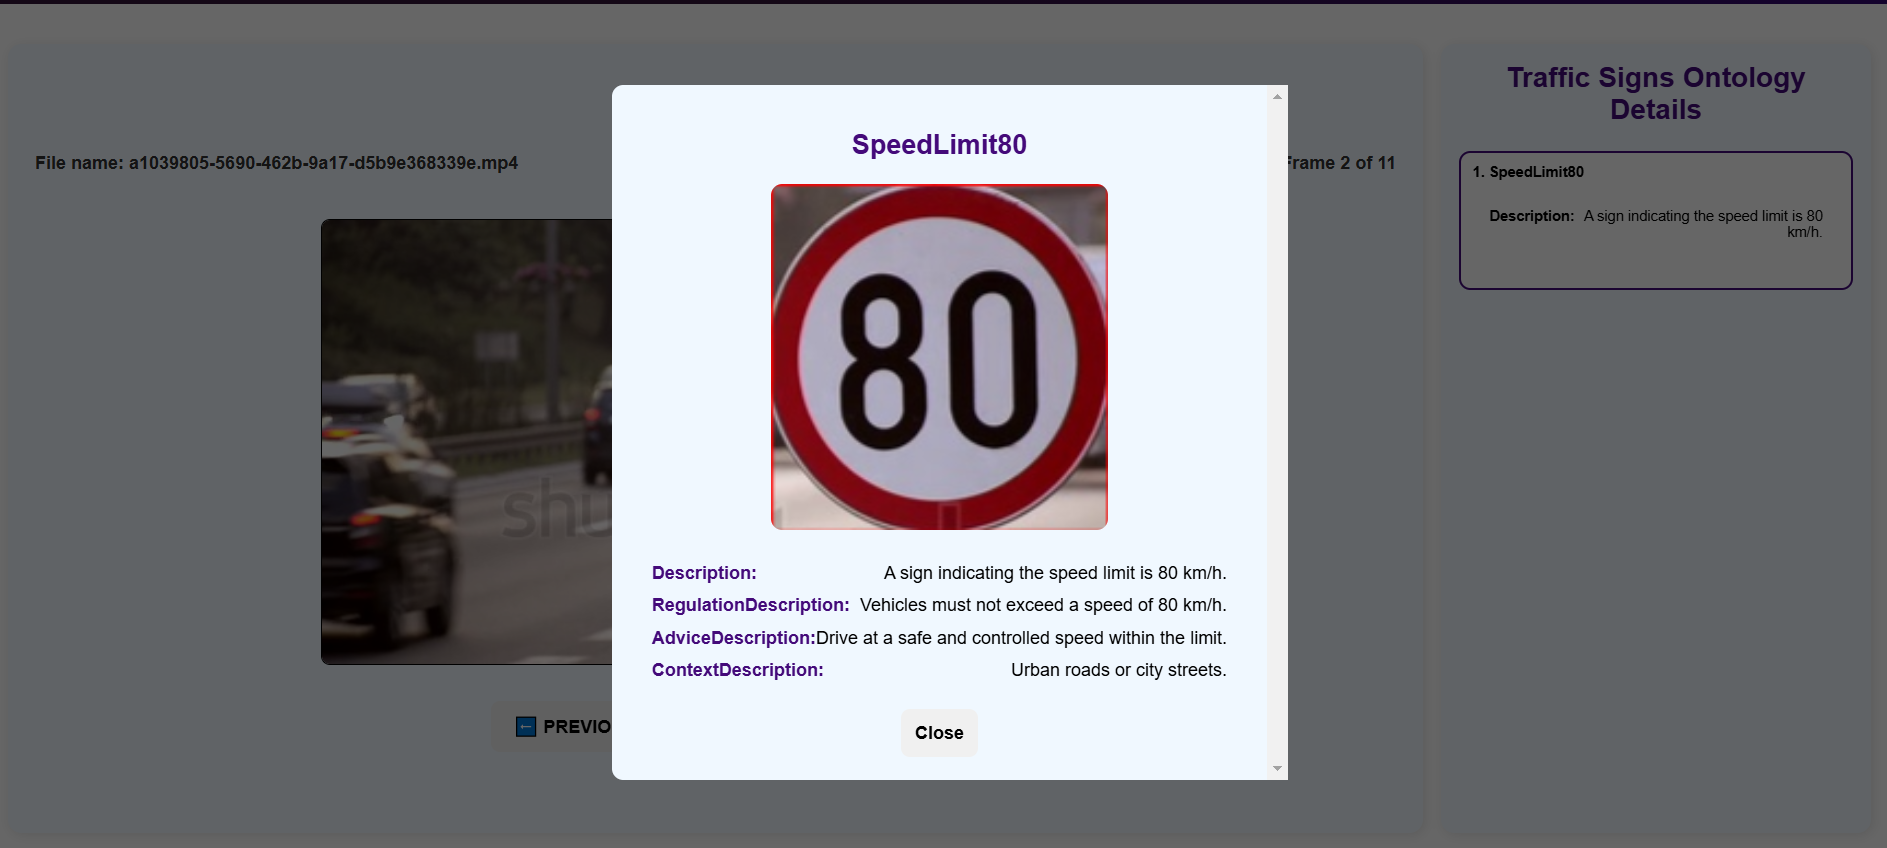 Traffic Signs Ontology
Details
File name: a1039805-5690-462b-9a17-d5b9e368339e.mp4
Frame 2 of 11
1. SpeedLimit80
Description: A sign indicating the speed limit is 80
km/h.
SpeedLimit80
80
Description: A sign indicating the speed limit is 80 km/h.
RegulationDescription: Vehicles must not exceed a speed of 80 km/h.
AdviceDescription:Drive at a safe and controlled speed within the limit.
ContextDescription: Urban roads or city streets.
Close
shu
PREVIO